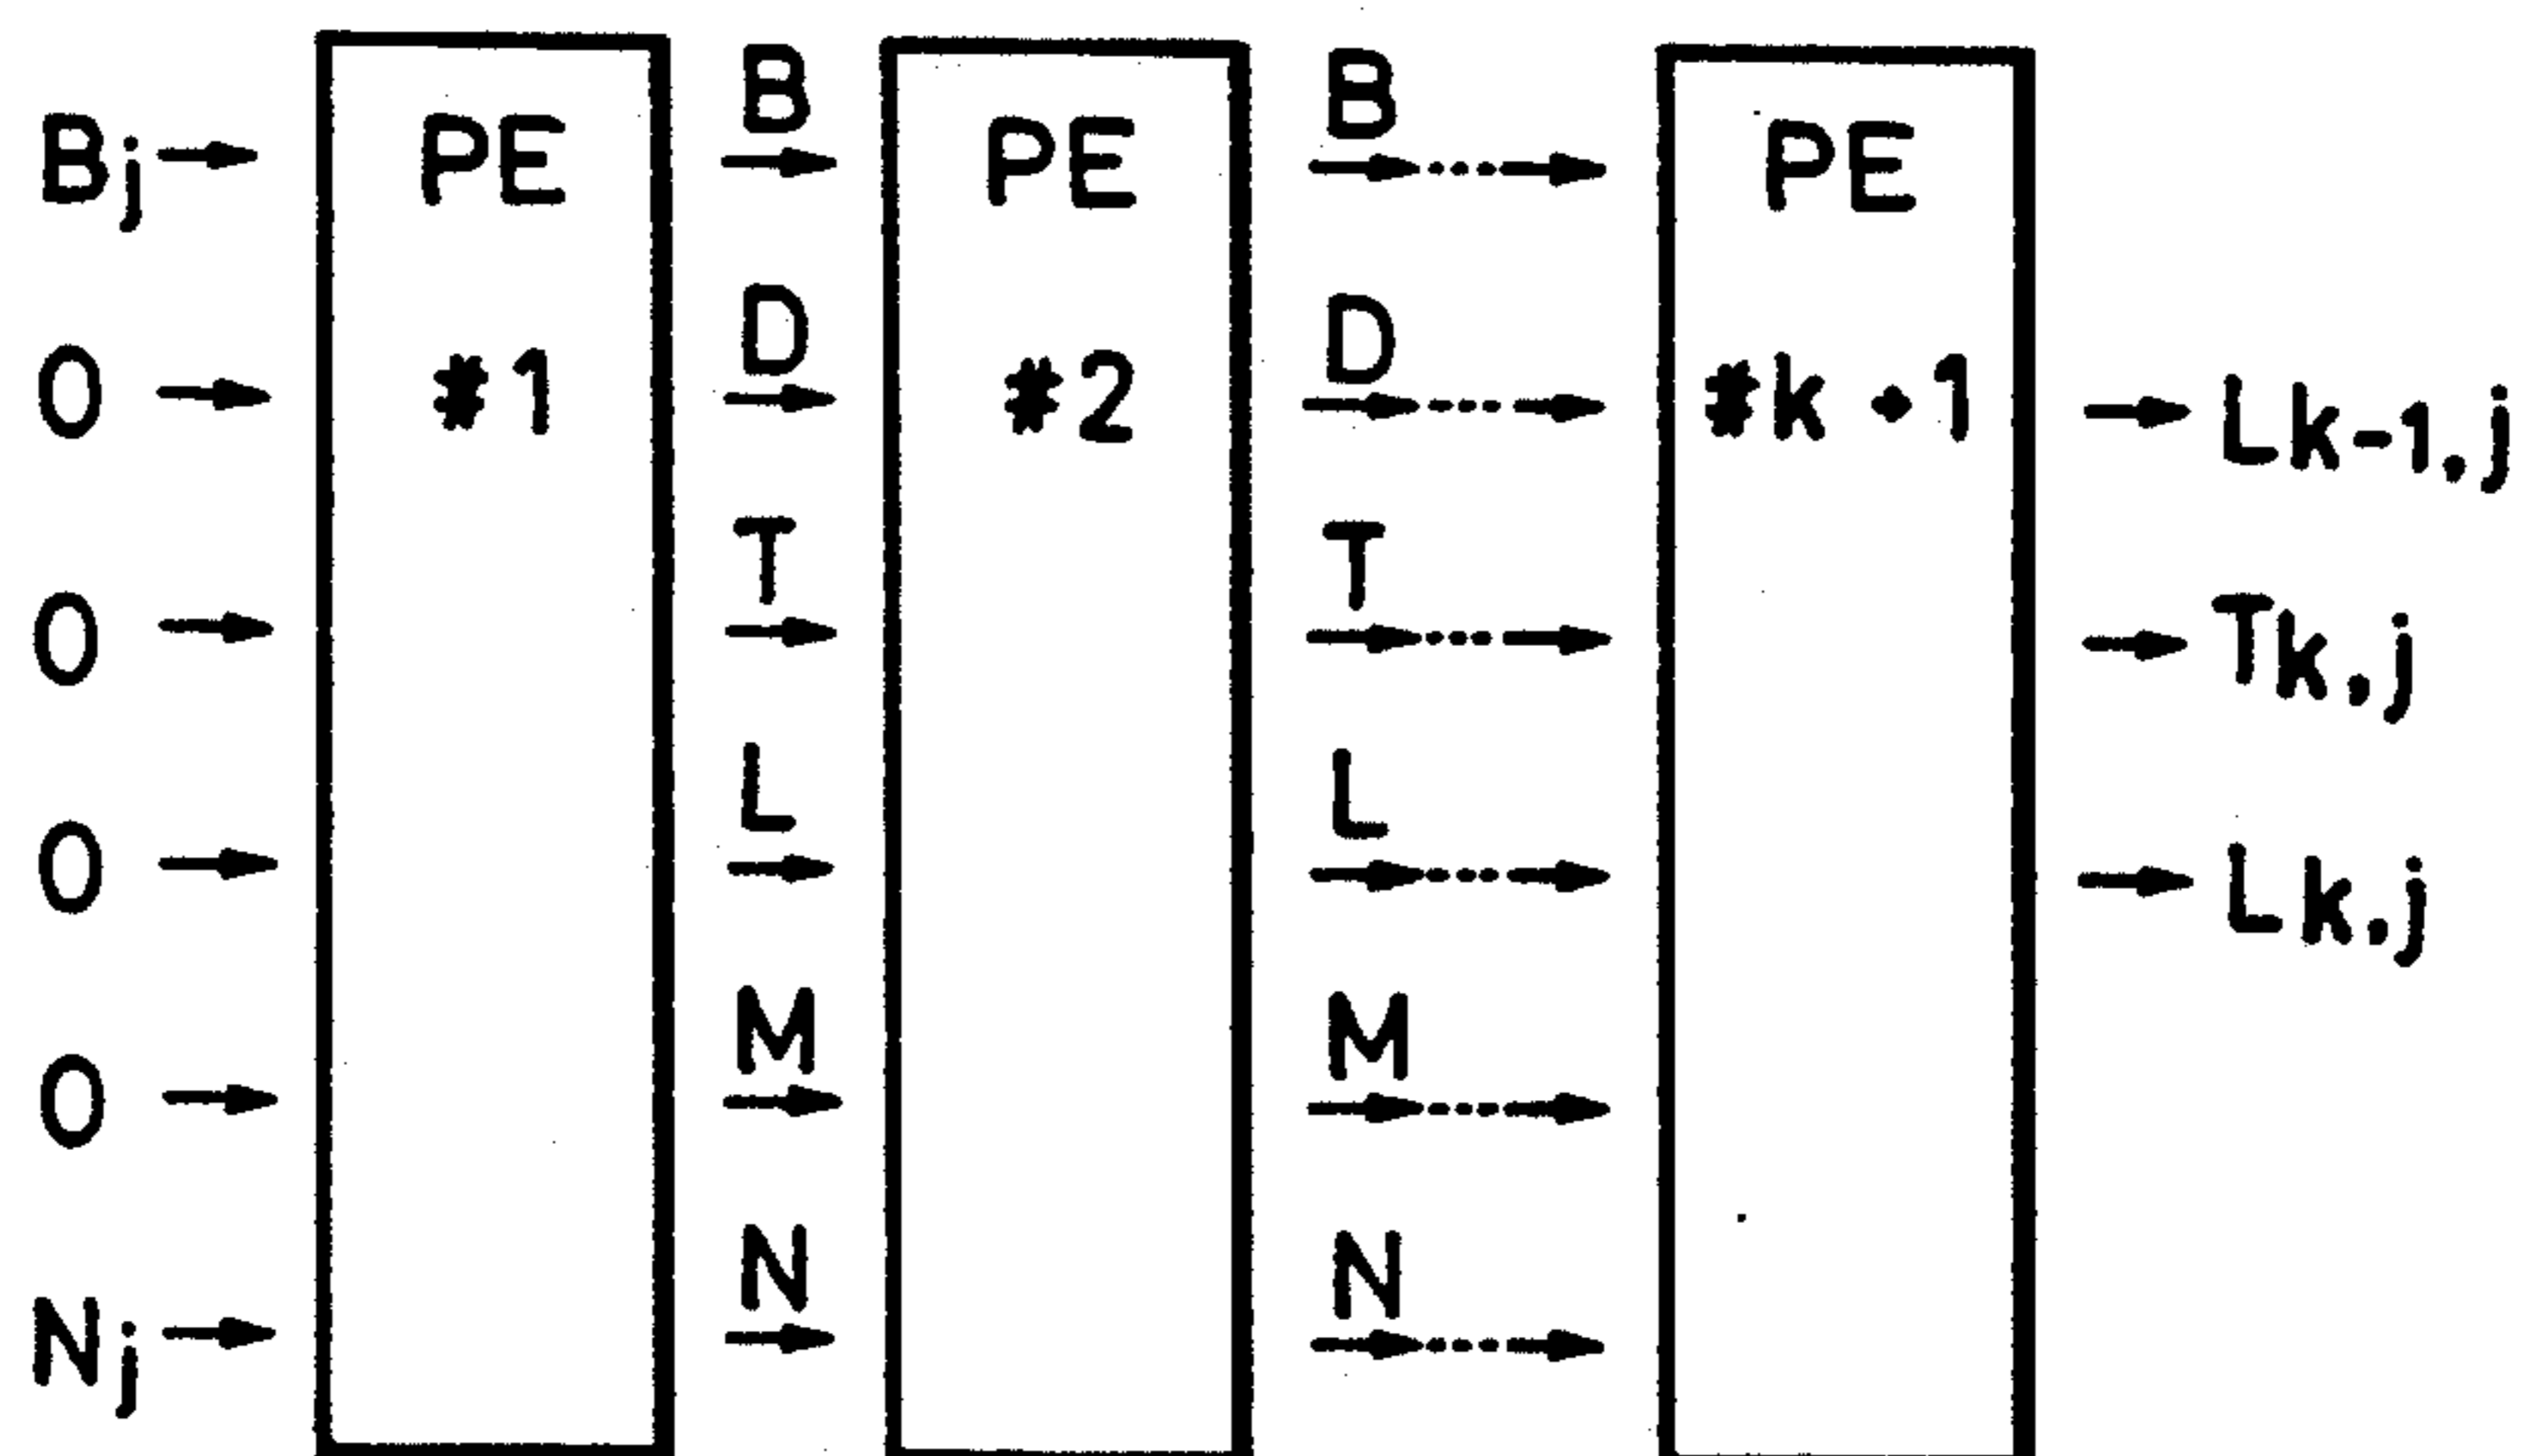 Bj PE B PE B PE
0 #1 D #2 D #k+1 Lk-1,j
0 T T Tk,j
0 L L Lk,j
0 M M
Nj N N